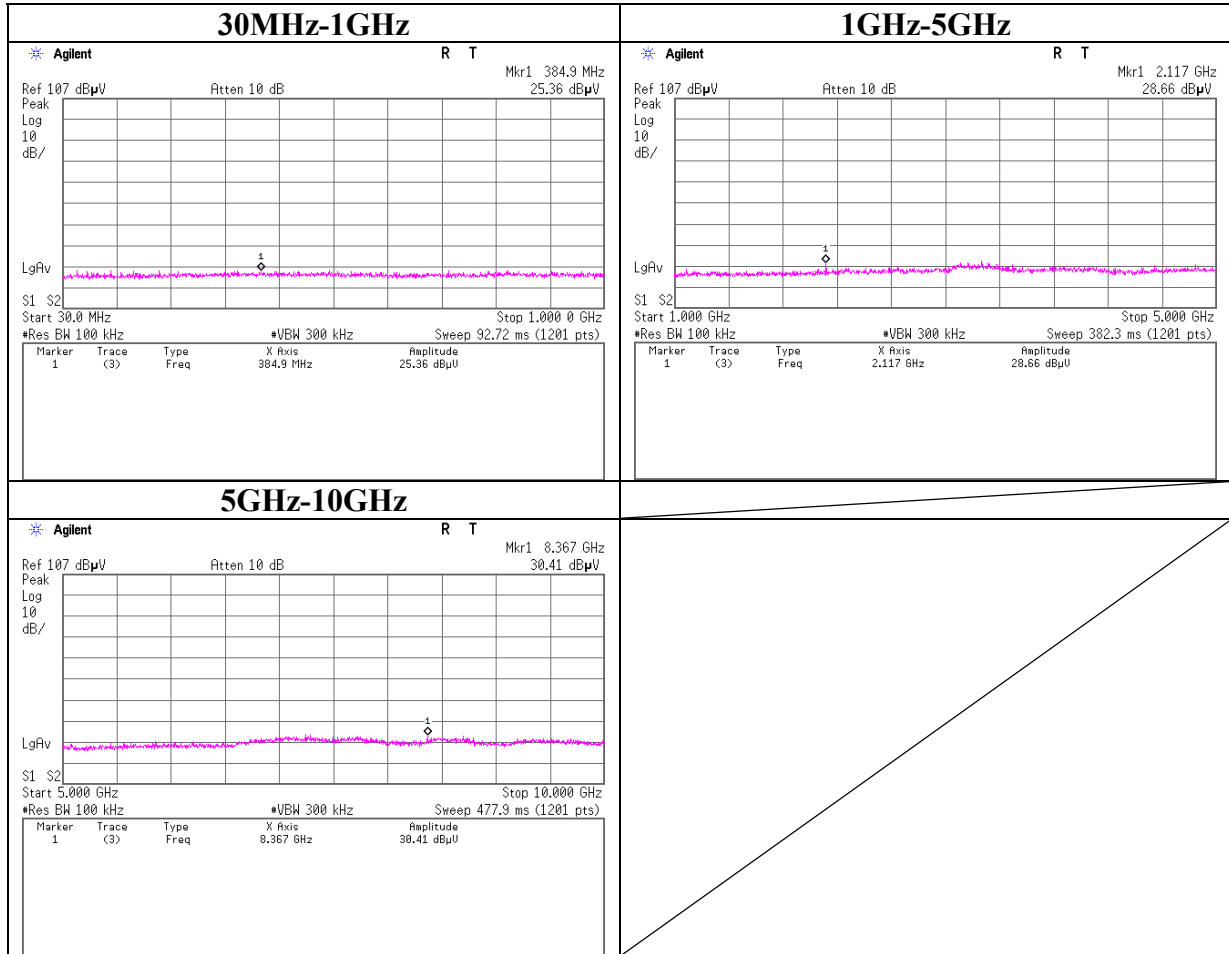 30MHz-1GHz
Agilent R T
Mkr1 384.9 MHz
Ref 107 dBµV Atten 10 dB 25.36 dBµV
Peak
Log
10
dB/
1
LgAv
S1 S2
Start 30.0 MHz Stop 1.000 0 GHz
#Res BW 100 kHz #VBW 300 kHz Sweep 92.72 ms (1201 pts)
Marker Trace Type X Axis Amplitude
1 (3) Freq 384.9 MHz 25.36 dBµV
1GHz-5GHz
Agilent R T
Mkr1 2.117 GHz
Ref 107 dBµV Atten 10 dB 28.66 dBµV
Peak
Log
10
dB/
1
LgAv
S1 S2
Start 1.000 GHz Stop 5.000 GHz
#Res BW 100 kHz #VBW 300 kHz Sweep 382.3 ms (1201 pts)
Marker Trace Type X Axis Amplitude
1 (3) Freq 2.117 GHz 28.66 dBµV
5GHz-10GHz
Agilent R T
Mkr1 8.367 GHz
Ref 107 dBµV Atten 10 dB 30.41 dBµV
Peak
Log
10
dB/
1
LgAv
S1 S2
Start 5.000 GHz Stop 10.000 GHz
#Res BW 100 kHz #VBW 300 kHz Sweep 477.9 ms (1201 pts)
Marker Trace Type X Axis Amplitude
1 (3) Freq 8.367 GHz 30.41 dBµV